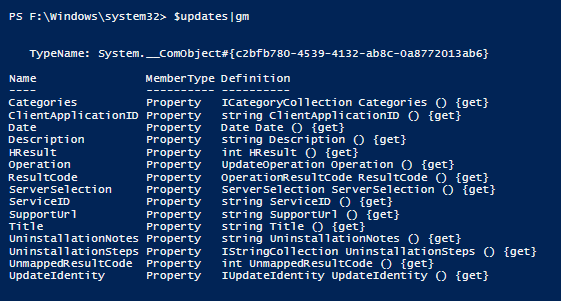 PS F:\Windows\system32> $updates|gm
TypeName: System.__ComObject#{c2bfb780-4539-4132-ab8c-0a8772013ab6}
Name MemberType Definition
---- ---------- ----------
Categories Property ICategoryCollection Categories () {get}
ClientApplicationID Property string ClientApplicationID () {get}
Date Property Date Date () {get}
Description Property string Description () {get}
HResult Property int HResult () {get}
Operation Property UpdateOperation Operation () {get}
ResultCode Property OperationResultCode ResultCode () {get}
ServerSelection Property ServerSelection ServerSelection () {get}
ServiceID Property string ServiceID () {get}
SupportUrl Property string SupportUrl () {get}
Title Property string Title () {get}
UninstallationNotes Property string UninstallationNotes () {get}
UninstallationSteps Property IStringCollection UninstallationSteps () {get}
UnmappedResultCode Property int UnmappedResultCode () {get}
UpdateIdentity Property IUpdateIdentity UpdateIdentity () {get}